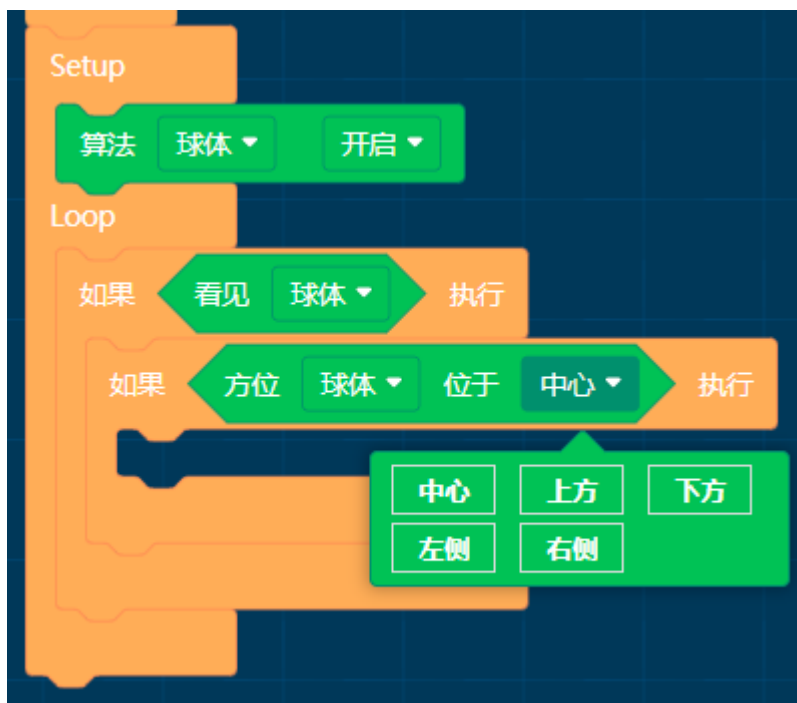 Setup
算法 球体 开启
Loop
如果 看见 球体 执行
如果 方位 球体 位于 中心 执行
中心 上方 下方
左侧 右侧